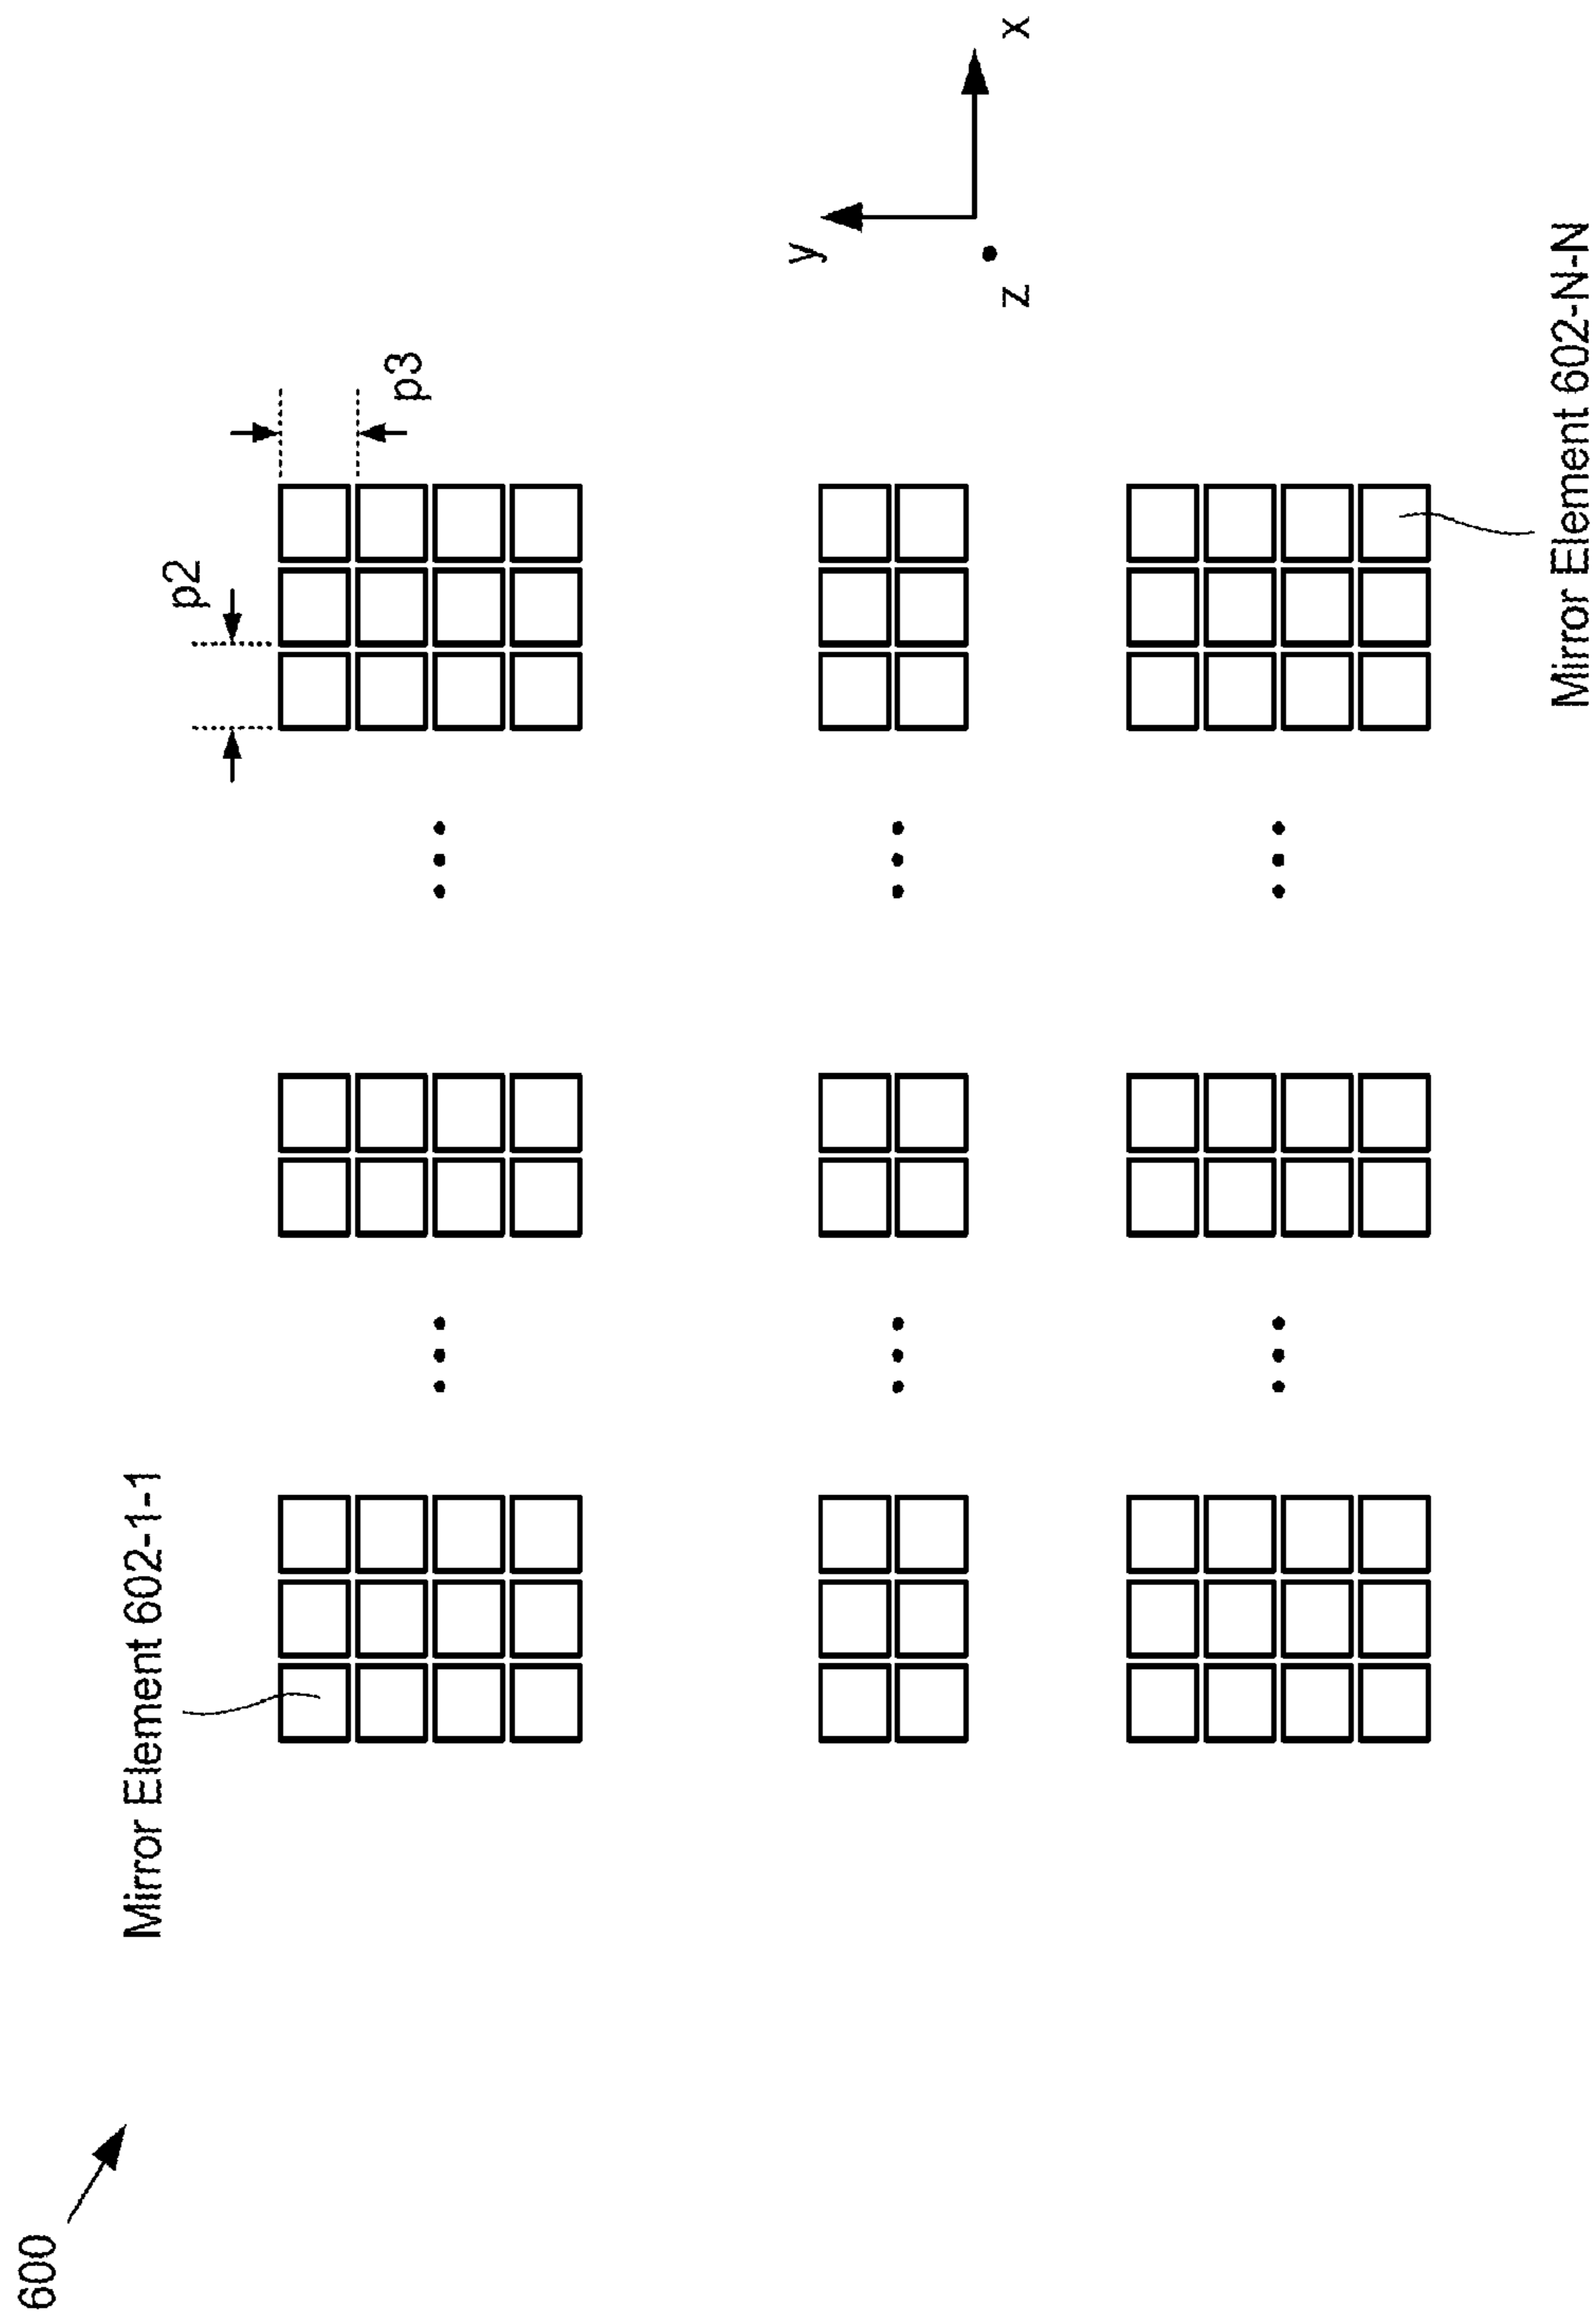 600
Mirror Element 602-1-1
p2
p3
y
x
z
Mirror Element 602-N-N